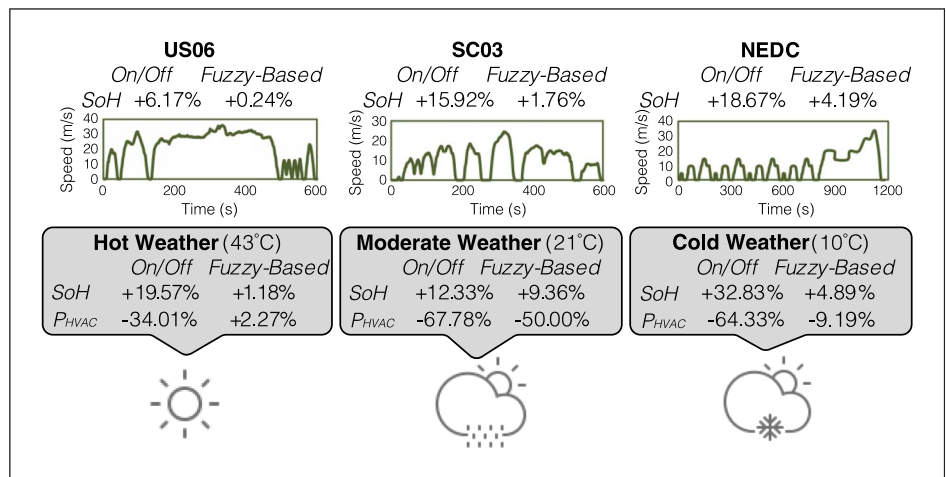 US06
On/Off Fuzzy-Based
SoH +6.17% +0.24%
Speed (m/s)
40
30
20
10
0
0 200 400 600
Time (s)
SC03
On/Off Fuzzy-Based
SoH +15.92% +1.76%
Speed (m/s)
30
20
10
0
0 200 400 600
Time (s)
NEDC
On/Off Fuzzy-Based
SoH +18.67% +4.19%
Speed (m/s)
40
20
0
0 300 600 900 1200
Time (s)
Hot Weather (43°C)
On/Off Fuzzy-Based
SoH +19.57% +1.18%
PHVAC -34.01% +2.27%
Moderate Weather (21°C)
On/Off Fuzzy-Based
SoH +12.33% +9.36%
PHVAC -67.78% -50.00%
Cold Weather (10°C)
On/Off Fuzzy-Based
SoH +32.83% +4.89%
PHVAC -64.33% -9.19%